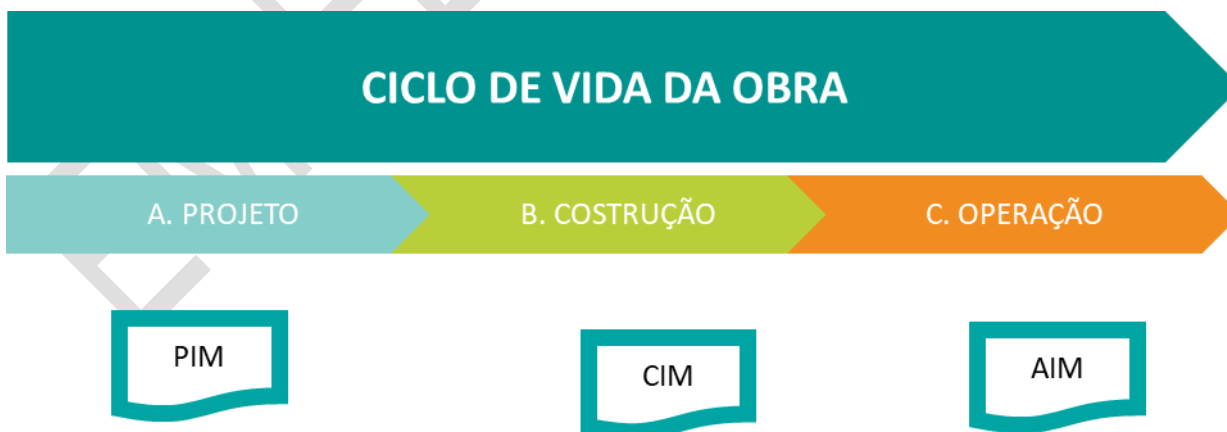 CICLO DE VIDA DA OBRA
A. PROJETO
B. COSTRUÇÃO
C. OPERAÇÃO
PIM
CIM
AIM